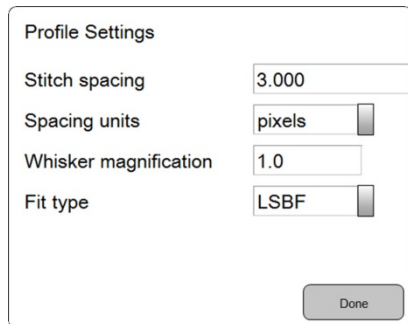 Profile Settings
Stitch spacing 3.000
Spacing units pixels
Whisker magnification 1.0
Fit type LSBF
Done